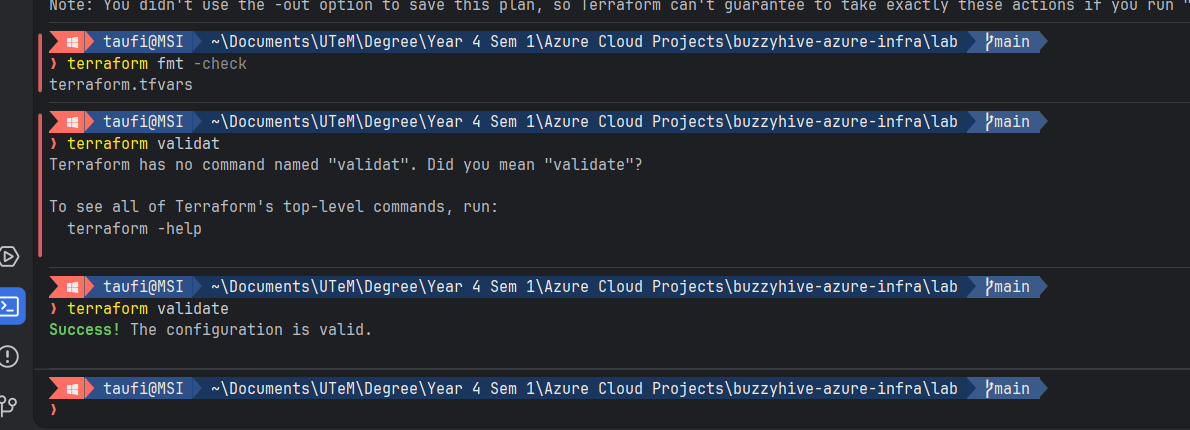 Note: You didn't use the -out option to save this plan, so Terraform can't guarantee to take exactly these actions if you run "
taufi@MSI ~\Documents\UTeM\Degree\Year 4 Sem 1\Azure Cloud Projects\buzzyhive-azure-infra\lab main
❯ terraform fmt -check
terraform.tfvars
taufi@MSI ~\Documents\UTeM\Degree\Year 4 Sem 1\Azure Cloud Projects\buzzyhive-azure-infra\lab main
❯ terraform validat
Terraform has no command named "validat". Did you mean "validate"?
To see all of Terraform's top-level commands, run:
terraform -help
taufi@MSI ~\Documents\UTeM\Degree\Year 4 Sem 1\Azure Cloud Projects\buzzyhive-azure-infra\lab main
❯ terraform validate
Success! The configuration is valid.
taufi@MSI ~\Documents\UTeM\Degree\Year 4 Sem 1\Azure Cloud Projects\buzzyhive-azure-infra\lab main
❯